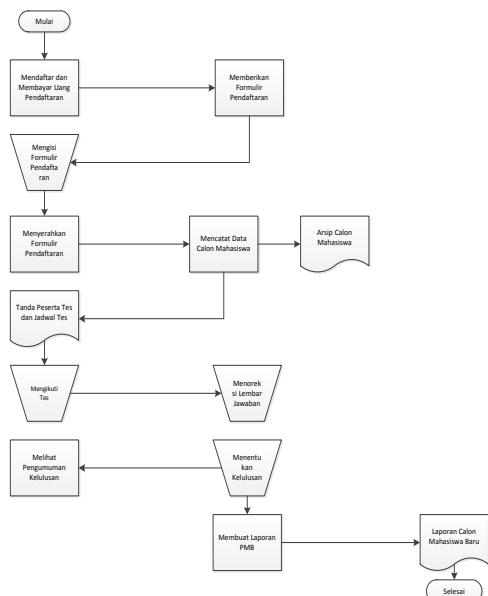 Mulai
Mendaftar dan
Membayar Uang
Pendaftaran
Memberikan
Formulir
Pendaftaran
Mengisi
Formulir
Pendafta
ran
Menyerahkan
Formulir
Pendaftaran
Mencatat Data
Calon Mahasiswa
Arsip Calon
Mahasiswa
Tanda Peserta Tes
dan Jadwal Tes
Mengikuti
Tes
Menorek
si Lembar
Jawaban
Melihat
Pengumuman
Kelulusan
Menentu
kan
Kelulusan
Membuat Laporan
PMB
Laporan Calon
Mahasiswa Baru
Selesai